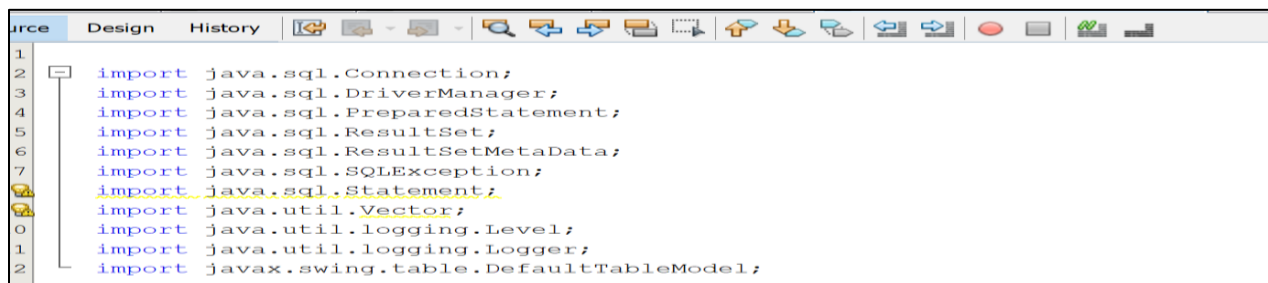 urce Design History
1
2 import java.sql.Connection;
3 import java.sql.DriverManager;
4 import java.sql.PreparedStatement;
5 import java.sql.ResultSet;
6 import java.sql.ResultSetMetaData;
7 import java.sql.SQLException;
import java.sql.Statement;
import java.util.Vector;
0 import java.util.logging.Level;
1 import java.util.logging.Logger;
2 import javax.swing.table.DefaultTableModel;